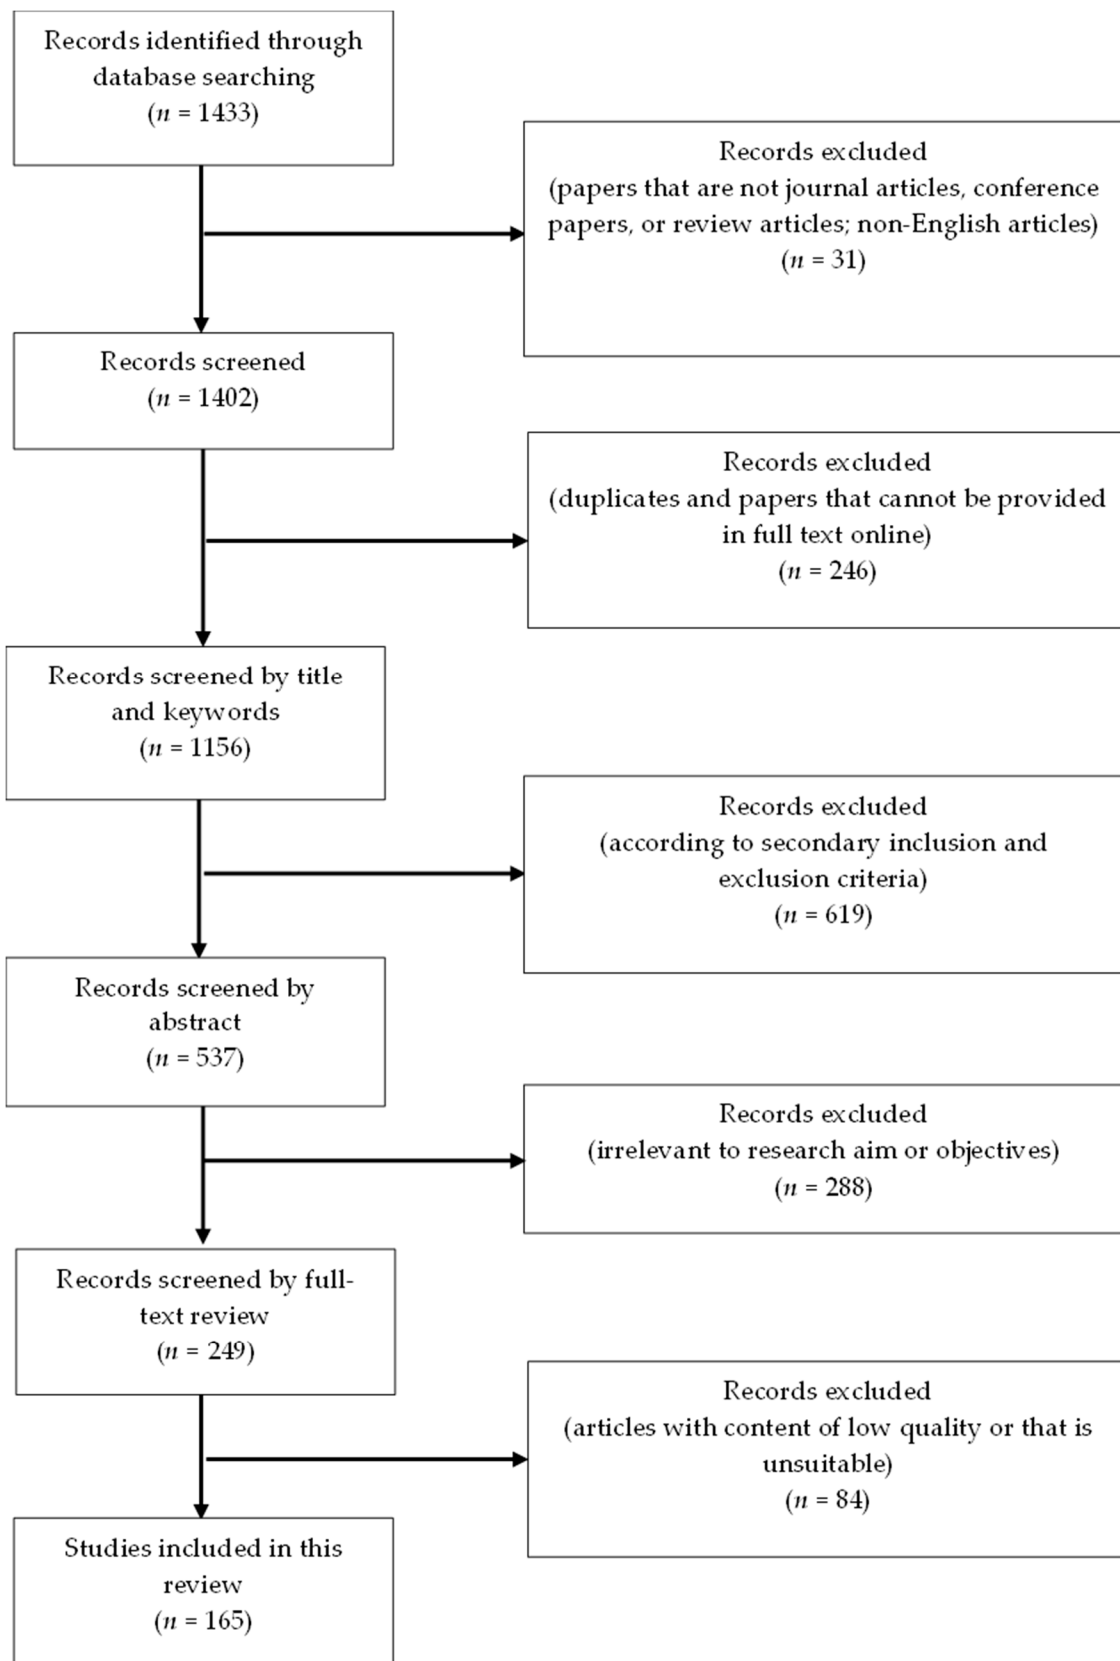 Records identified through
database searching
(n = 1433)
Records excluded
(papers that are not journal articles, conference
papers, or review articles; non-English articles)
(n = 31)
Records screened
(n = 1402)
Records excluded
(duplicates and papers that cannot be provided
in full text online)
(n = 246)
Records screened by title
and keywords
(n = 1156)
Records excluded
(according to secondary inclusion and
exclusion criteria)
(n = 619)
Records screened by
abstract
(n = 537)
Records excluded
(irrelevant to research aim or objectives)
(n = 288)
Records screened by full-
text review
(n = 249)
Records excluded
(articles with content of low quality or that is
unsuitable)
(n = 84)
Studies included in this
review
(n = 165)